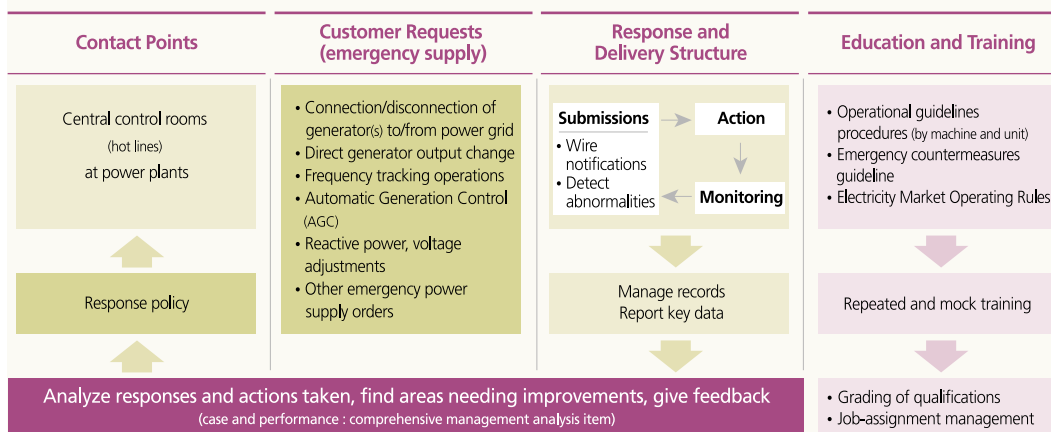 Contact Points
Central control rooms
(hot lines)
at power plants
Response policy
Customer Requests
(emergency supply)
• Connection/disconnection of
generator(s) to/from power grid
• Direct generator output change
• Frequency tracking operations
• Automatic Generation Control
(AGC)
• Reactive power, voltage
adjustments
• Other emergency power
supply orders
Response and
Delivery Structure
Submissions
• Wire
notifications
• Detect
abnormalities
Action
Monitoring
Manage records
Report key data
Education and Training
• Operational guidelines
procedures (by machine and unit)
• Emergency countermeasures
guideline
• Electricity Market Operating Rules
Repeated and mock training
• Grading of qualifications
• Job-assignment management
Analyze responses and actions taken, find areas needing improvements, give feedback
(case and performance : comprehensive management analysis item)